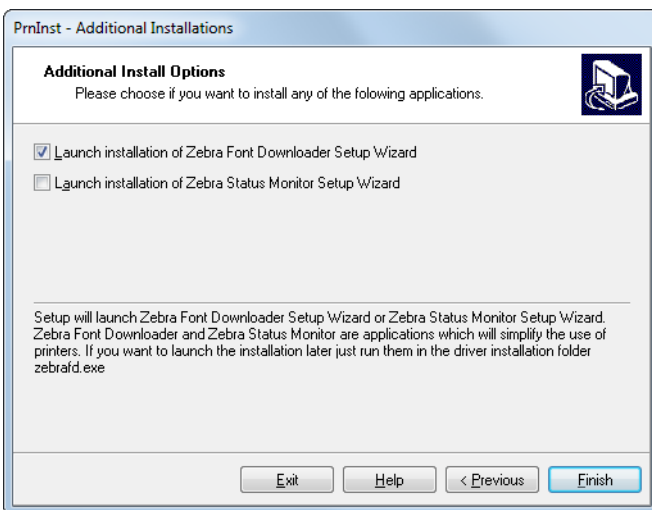 PrnInst - Additional Installations
Additional Install Options
Please choose if you want to install any of the folowing applications.
Launch installation of Zebra Font Downloader Setup Wizard
Launch installation of Zebra Status Monitor Setup Wizard
Setup will launch Zebra Font Downloader Setup Wizard or Zebra Status Monitor Setup Wizard.
Zebra Font Downloader and Zebra Status Monitor are applications which will simplify the use of
printers. If you want to launch the installation later just run them in the driver installation folder
zebrafd.exe
Exit Help < Previous Finish